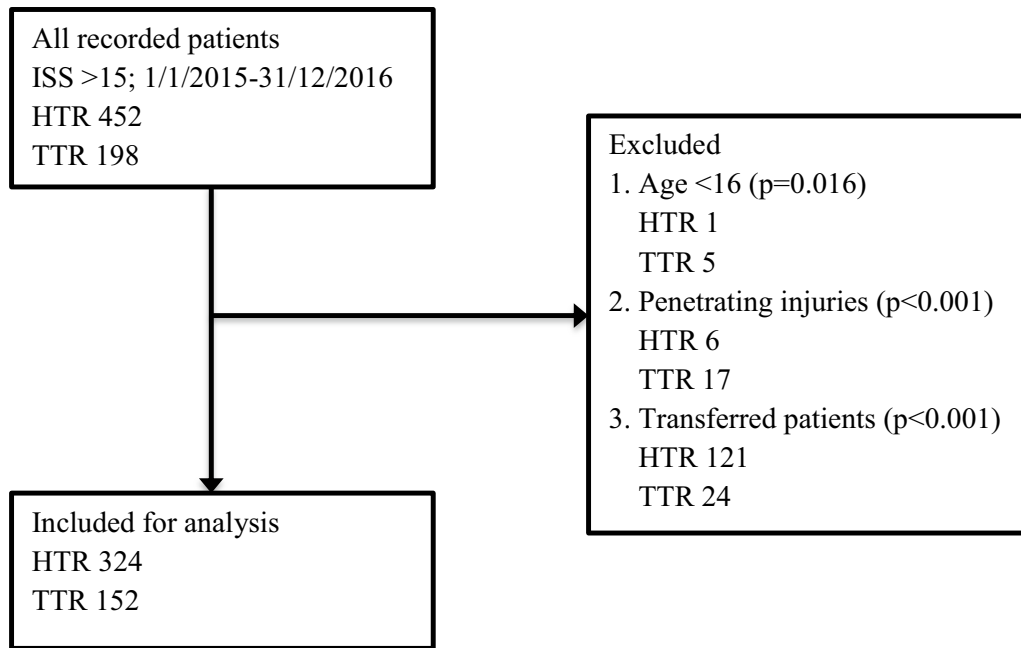 All recorded patients
ISS >15; 1/1/2015-31/12/2016
HTR 452
TTR 198
Excluded
1. Age <16 (p=0.016)
HTR 1
TTR 5
2. Penetrating injuries (p<0.001)
HTR 6
TTR 17
3. Transferred patients (p<0.001)
HTR 121
TTR 24
Included for analysis
HTR 324
TTR 152